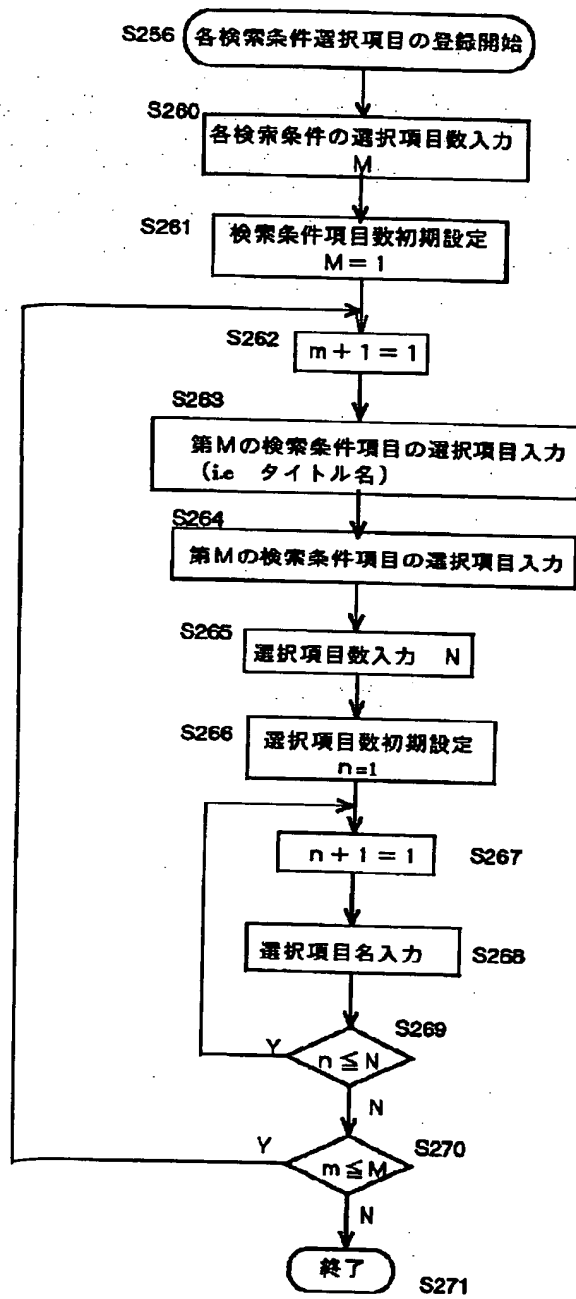 S256 各検索条件選択項目の登録開始
S260
各検索条件の選択項目数入力
M
S261
検索条件項目数初期設定
M＝1
S262
m＋1＝1
S263
第Mの検索条件項目の選択項目入力
（i.e　タイトル名）
S264
第Mの検索条件項目の選択項目入力
S265
選択項目数入力　N
S266
選択項目数初期設定
n=1
n＋1＝1
S267
選択項目名入力
S268
S269
Y
n≦N
N
S270
Y
m≦M
N
終了
S271